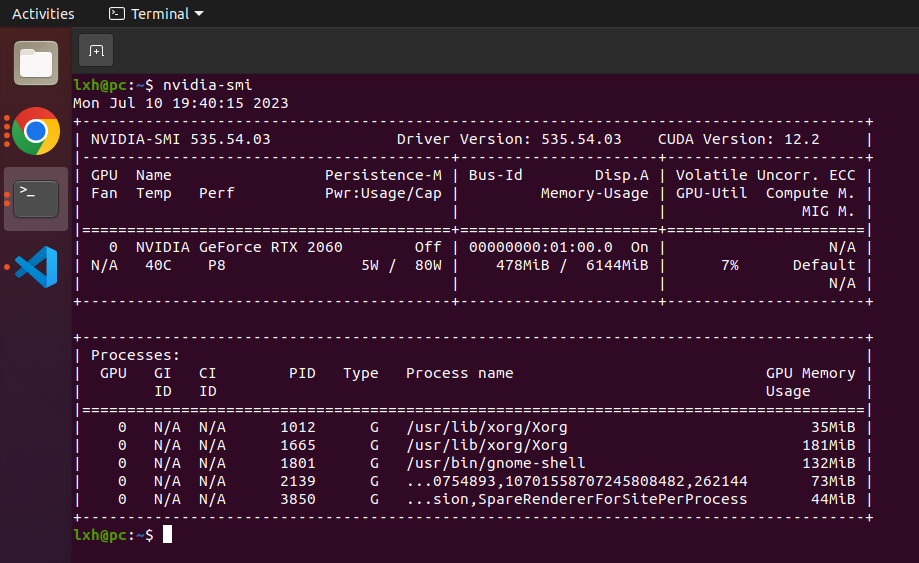 Activities Terminal
lxh@pc:~$ nvidia-smi
Mon Jul 10 19:40:15 2023
+---------------------------------------------------------------------------------------+
| NVIDIA-SMI 535.54.03              Driver Version: 535.54.03    CUDA Version: 12.2     |
|-----------------------------------------+----------------------+----------------------+
| GPU  Name                 Persistence-M | Bus-Id        Disp.A | Volatile Uncorr. ECC |
| Fan  Temp   Perf          Pwr:Usage/Cap |         Memory-Usage | GPU-Util  Compute M. |
|                                         |                      |               MIG M. |
|=========================================+======================+======================|
|   0  NVIDIA GeForce RTX 2060        Off | 00000000:01:00.0  On |                  N/A |
| N/A   40C    P8               5W /  80W |    478MiB /  6144MiB |      7%      Default |
|                                         |                      |                  N/A |
+-----------------------------------------+----------------------+----------------------+
+---------------------------------------------------------------------------------------+
| Processes:                                                                            |
|  GPU   GI   CI        PID   Type   Process name                            GPU Memory |
|        ID   ID                                                             Usage      |
|=======================================================================================|
|    0   N/A  N/A      1012      G   /usr/lib/xorg/Xorg                           35MiB |
|    0   N/A  N/A      1665      G   /usr/lib/xorg/Xorg                          181MiB |
|    0   N/A  N/A      1801      G   /usr/bin/gnome-shell                        132MiB |
|    0   N/A  N/A      2139      G   ...0754893,10701558707245808482,262144       73MiB |
|    0   N/A  N/A      3850      G   ...sion,SpareRendererForSitePerProcess       44MiB |
+---------------------------------------------------------------------------------------+
lxh@pc:~$